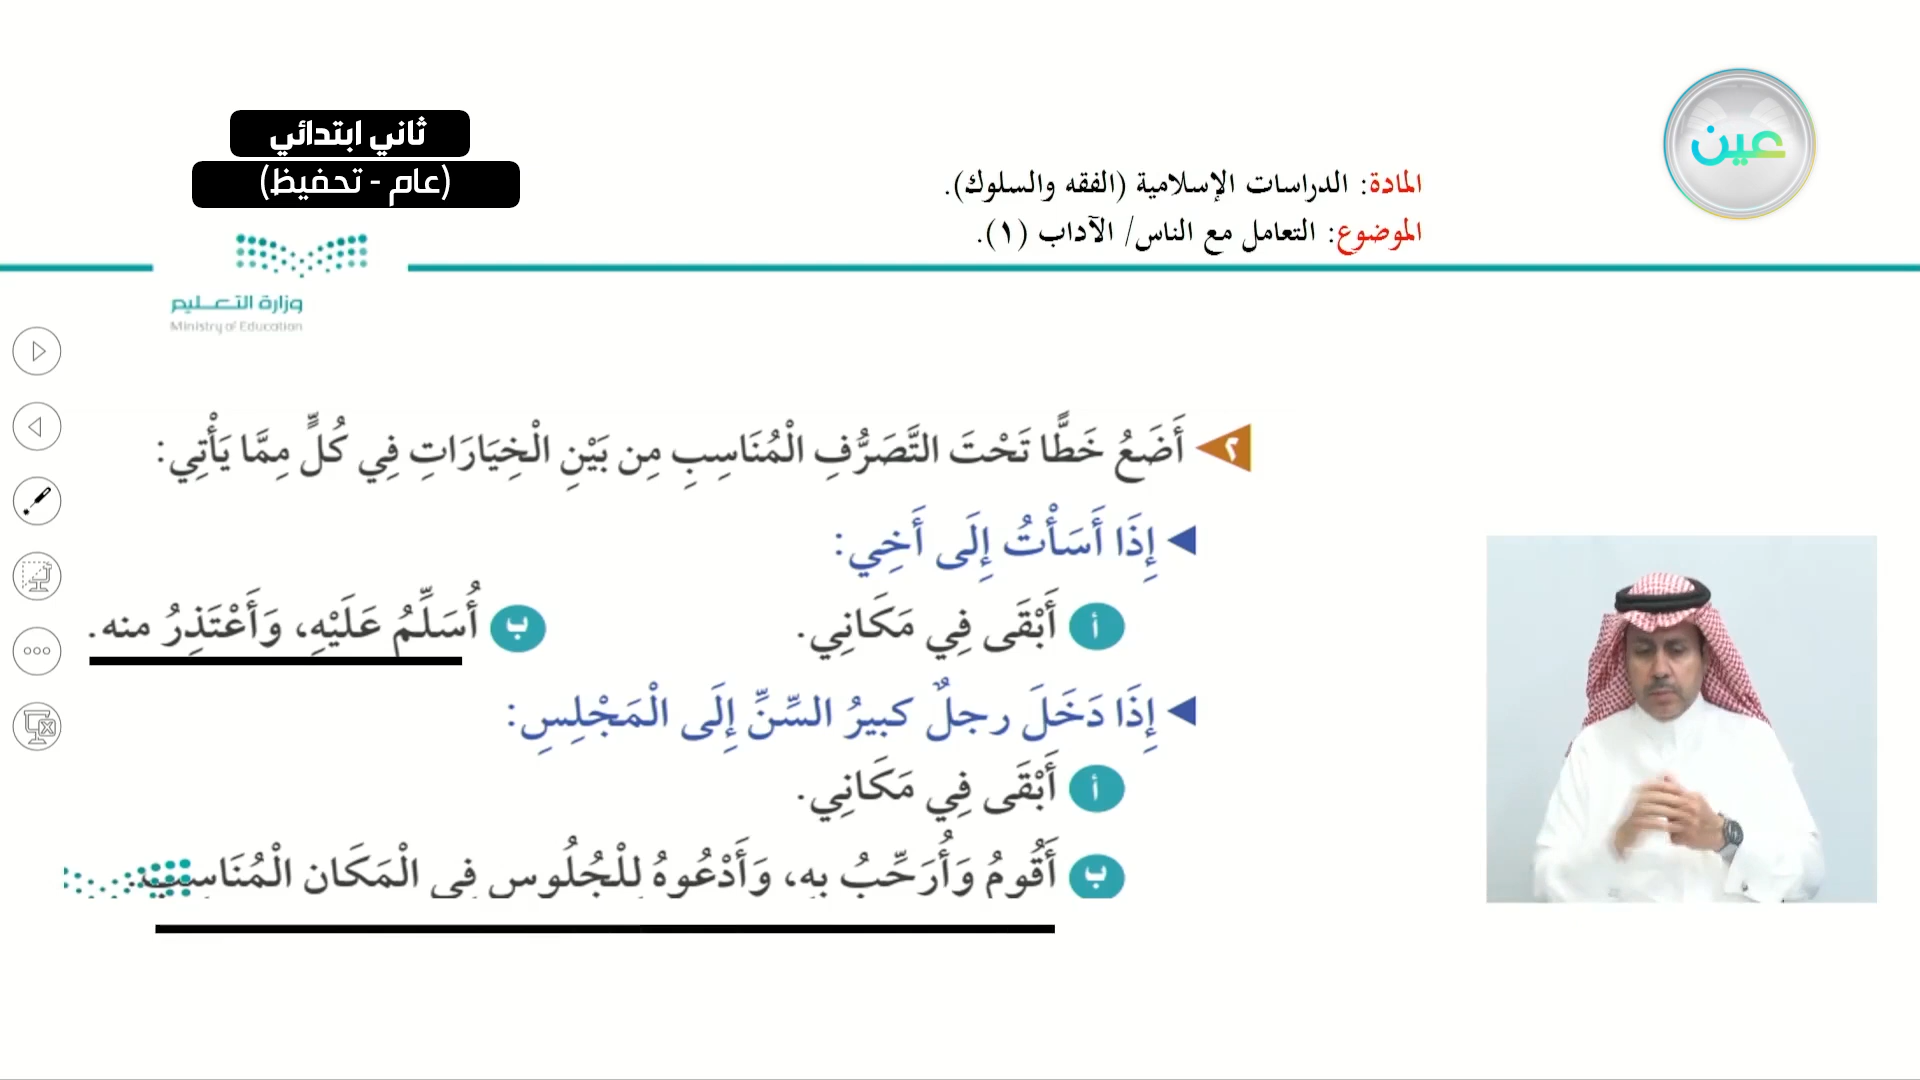 عين
ثاني ابتدائي
(عام - تحفيظ)
المادة: الدراسات الإسلامية (الفقه والسلوك).
الموضوع: التعامل مع الناس/ الآداب (١).
وزارة التعليم
Ministry of Education
٢ أَضَعُ خَطًّا تَحْتَ التَّصَرُّفِ الْمُنَاسِبِ مِن بَيْنِ الْخِيَارَاتِ فِي كُلٍّ مِمَّا يَأْتِي:
إِذَا أَسَأْتُ إِلَى أَخِي:
أ أَبْقَى فِي مَكَانِي. ب أُسَلِّمُ عَلَيْهِ، وَأَعْتَذِرُ منه.
إِذَا دَخَلَ رجلٌ كبيرُ السِّنِّ إِلَى الْمَجْلِسِ:
أ أَبْقَى فِي مَكَانِي.
ب أَقُومُ وَأُرَحِّبُ بِهِ، وَأَدْعُوهُ لِلْجُلُوسِ فِي الْمَكَانِ الْمُنَاسِبِ.